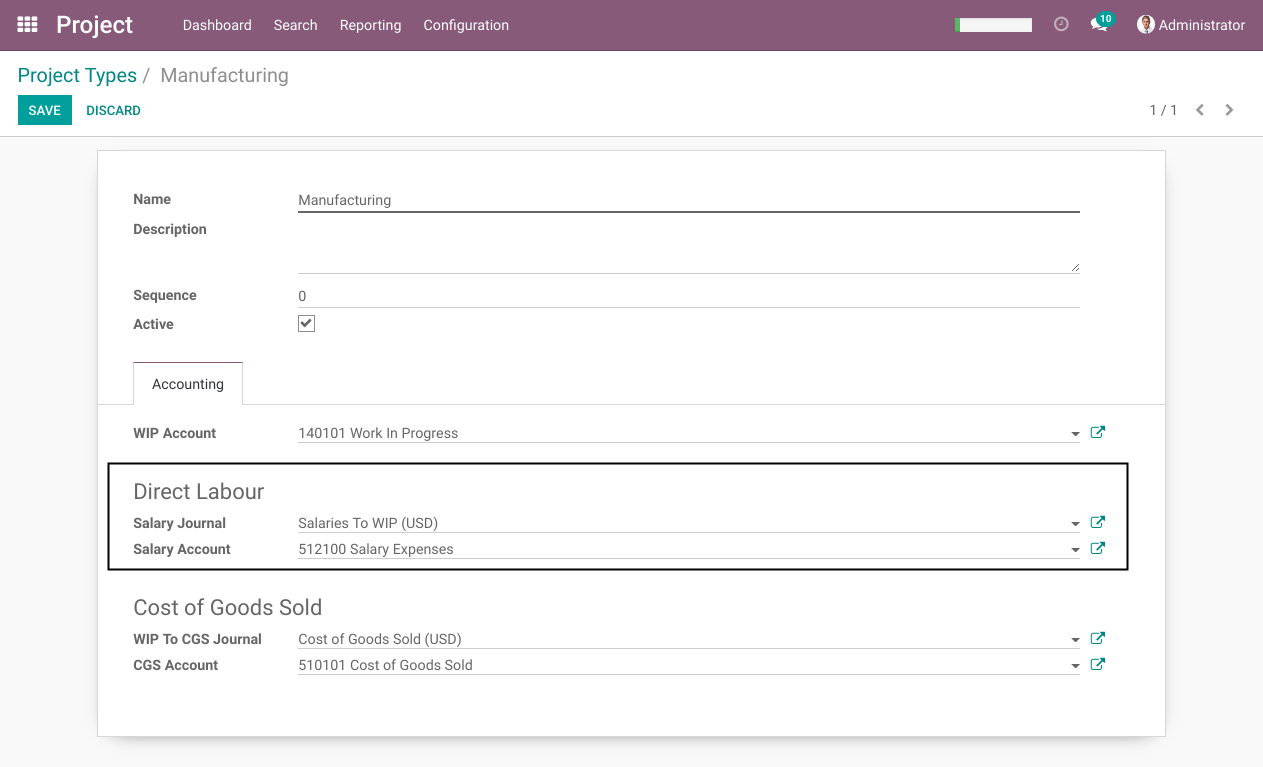 Project Dashboard Search Reporting Configuration 10 Administrator
Project Types / Manufacturing
SAVE DISCARD 1 / 1
Name Manufacturing
Description
Sequence 0
Active
Accounting
WIP Account 140101 Work In Progress
Direct Labour
Salary Journal Salaries To WIP (USD)
Salary Account 512100 Salary Expenses
Cost of Goods Sold
WIP To CGS Journal Cost of Goods Sold (USD)
CGS Account 510101 Cost of Goods Sold